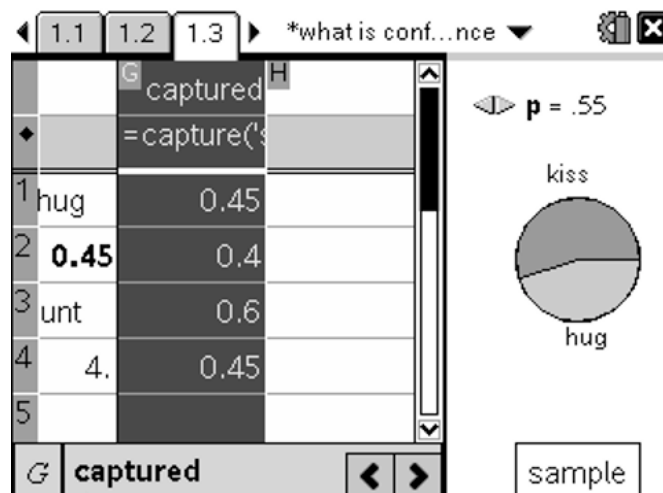 1.1 1.2 1.3 *what is conf...nce
G captured H
=capture('s
1 hug 0.45
2 0.45 0.4
3 unt 0.6
4 4. 0.45
5
G captured
p = .55
kiss
hug
sample